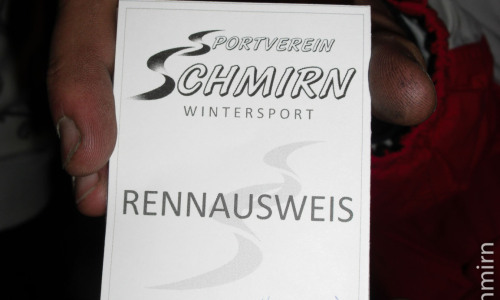 SPORTVEREIN
SCHMIRN
WINTERSPORT
RENNAUSWEIS